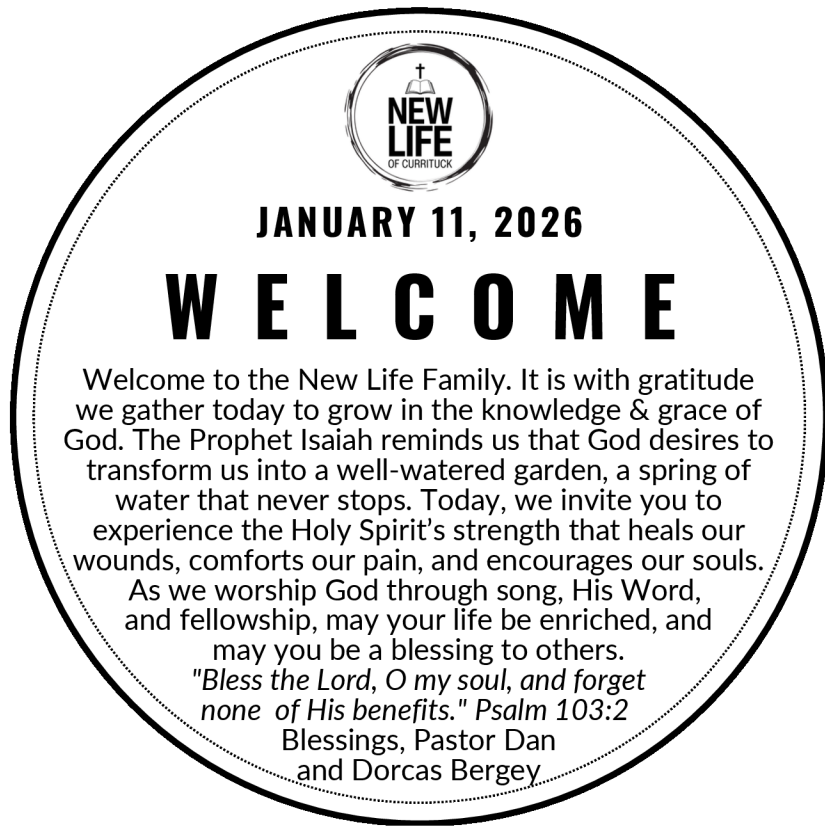 NEW
LIFE
OF CURRITUCK
JANUARY 11, 2026
WELCOME
Welcome to the New Life Family. It is with gratitude
we gather today to grow in the knowledge & grace of
God. The Prophet Isaiah reminds us that God desires to
transform us into a well-watered garden, a spring of
water that never stops. Today, we invite you to
experience the Holy Spirit’s strength that heals our
wounds, comforts our pain, and encourages our souls.
As we worship God through song, His Word,
and fellowship, may your life be enriched, and
may you be a blessing to others.
"Bless the Lord, O my soul, and forget
none  of His benefits." Psalm 103:2
Blessings, Pastor Dan
and Dorcas Bergey